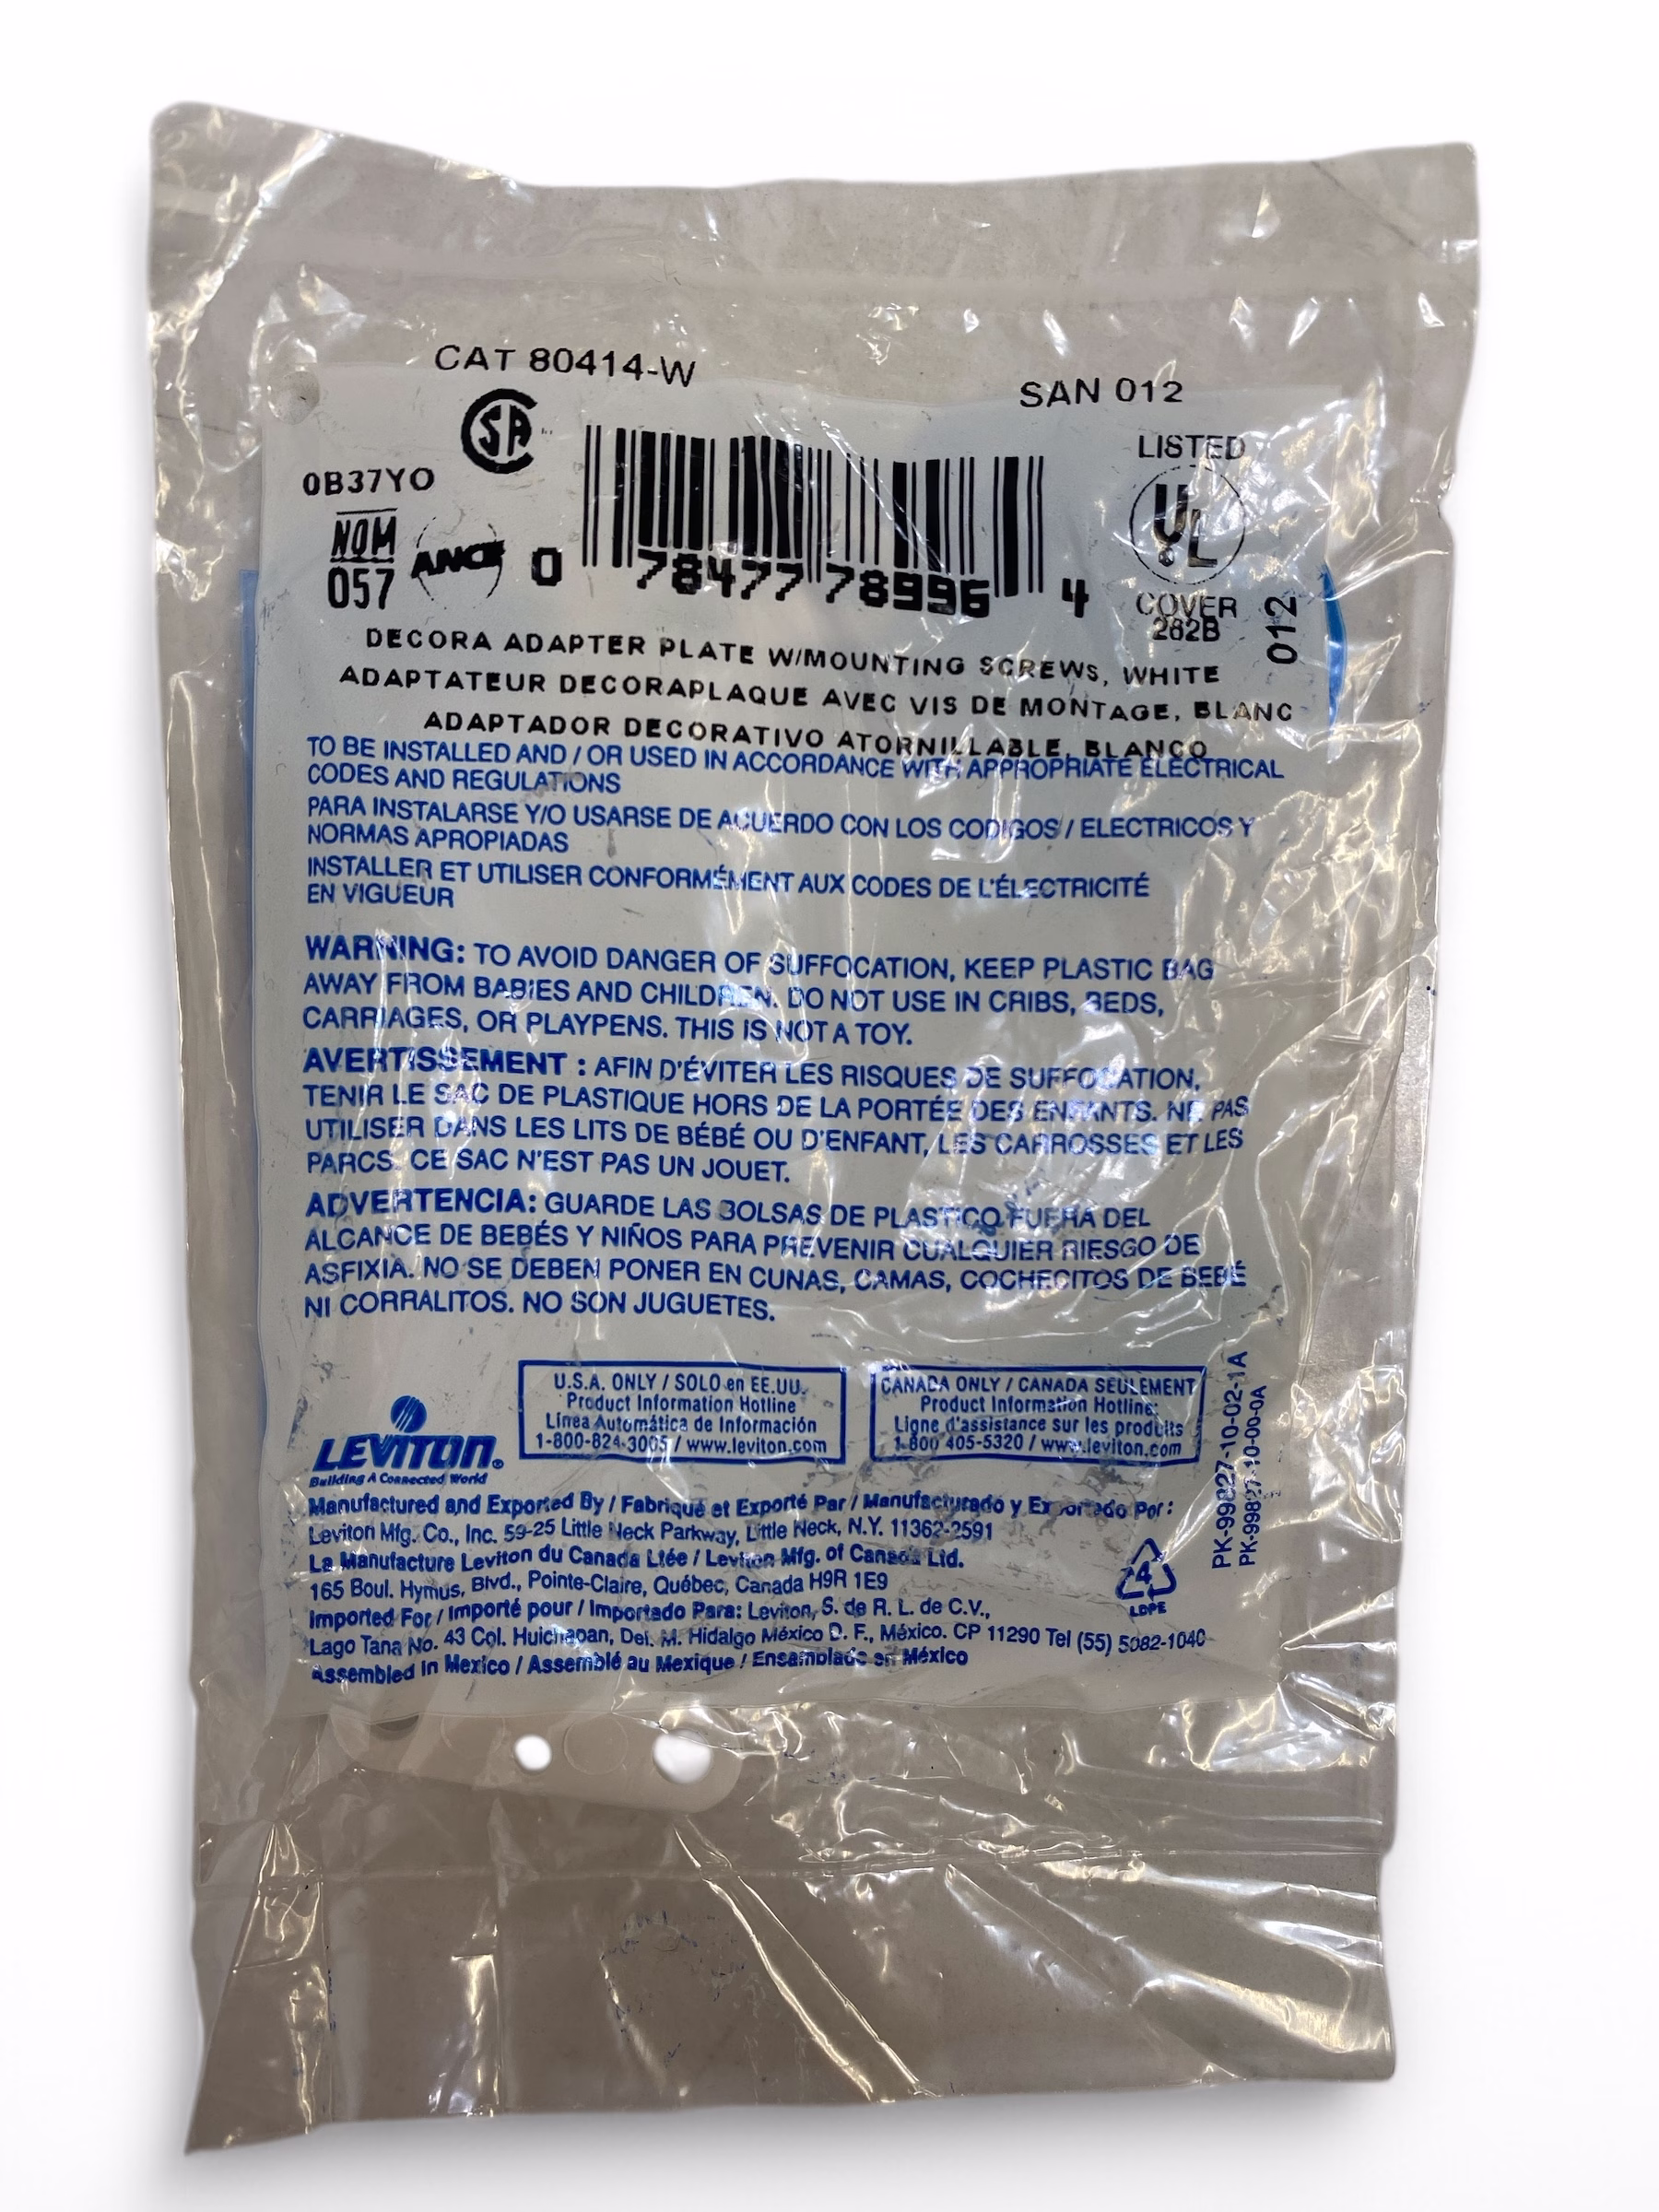 CAT 80414-W
SAN 012
SA
LISTED
0B37YO
UL
NOM
ANCE
0 78477 78996 4
057
COVER
262B
012
DECORA ADAPTER PLATE W/MOUNTING SCREWS, WHITE
ADAPTATEUR DECORAPLAQUE AVEC VIS DE MONTAGE, BLANC
ADAPTADOR DECORATIVO ATORNILLABLE, BLANCO
TO BE INSTALLED AND / OR USED IN ACCORDANCE WITH APPROPRIATE ELECTRICAL
CODES AND REGULATIONS
PARA INSTALARSE Y/O USARSE DE ACUERDO CON LOS CODIGOS / ELECTRICOS Y
NORMAS APROPIADAS
INSTALLER ET UTILISER CONFORMÉMENT AUX CODES DE L'ÉLECTRICITÉ
EN VIGUEUR
WARNING: TO AVOID DANGER OF SUFFOCATION, KEEP PLASTIC BAG
AWAY FROM BABIES AND CHILDREN. DO NOT USE IN CRIBS, BEDS,
CARRIAGES, OR PLAYPENS. THIS IS NOT A TOY.
AVERTISSEMENT : AFIN D'ÉVITER LES RISQUES DE SUFFOCATION,
TENIR LE SAC DE PLASTIQUE HORS DE LA PORTÉE DES ENFANTS. NE PAS
UTILISER DANS LES LITS DE BÉBÉ OU D'ENFANT, LES CARROSSES ET LES
PARCS. CE SAC N'EST PAS UN JOUET.
ADVERTENCIA: GUARDE LAS BOLSAS DE PLASTICO FUERA DEL
ALCANCE DE BEBÉS Y NIÑOS PARA PREVENIR CUALQUIER RIESGO DE
ASFIXIA. NO SE DEBEN PONER EN CUNAS, CAMAS, COCHECITOS DE BEBÉ
NI CORRALITOS. NO SON JUGUETES.
U.S.A. ONLY / SOLO en EE.UU.
Product Information Hotline
Línea Automática de Información
1-800-824-3005 / www.leviton.com
CANADA ONLY / CANADA SEULEMENT
Product Information Hotline:
Ligne d'assistance sur les produits
1-800 405-5320 / www.leviton.com
LEVITON®
Building A Connected World
PK-99827-10-02-1A
PK-99827-10-00-0A
Manufactured and Exported By / Fabriqué et Exporté Par / Manufacturado y Exportado Por :
Leviton Mfg. Co., Inc. 59-25 Little Neck Parkway, Little Neck, N.Y. 11362-2591
La Manufacture Leviton du Canada Ltée / Leviton Mfg. of Canada Ltd.
165 Boul. Hymus, Blvd., Pointe-Claire, Québec, Canada H9R 1E9
Imported For / Importé pour / Importado Para: Leviton, S. de R. L. de C.V.,
Lago Tana No. 43 Col. Huichapan, Del. M. Hidalgo México D. F., México. CP 11290 Tel (55) 5082-1040
Assembled in Mexico / Assemblé au Mexique / Ensamblado en México
4
LDPE